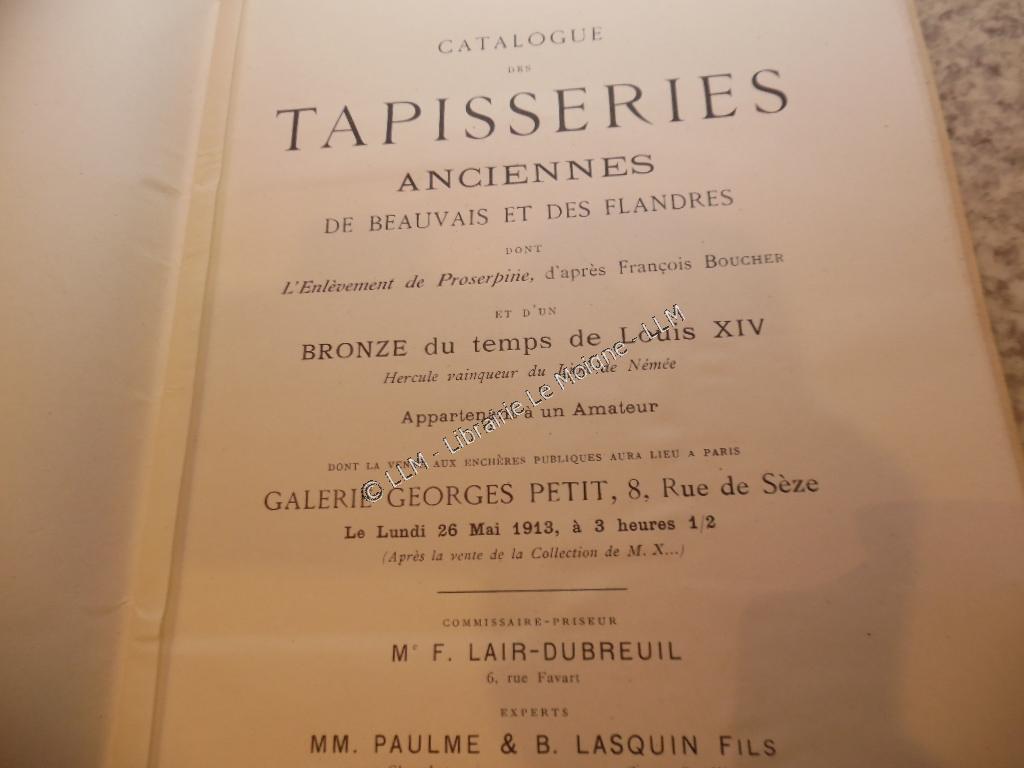 CATALOGUE
DES
TAPISSERIES
ANCIENNES
DE BEAUVAIS ET DES FLANDRES
DONT
L'Enlèvement de Proserpine, d'après François BOUCHER
ET D'UN
BRONZE du temps de Louis XIV
Hercule vainqueur du Lion de Némée
Appartenant à un Amateur
DONT LA VENTE AUX ENCHÈRES PUBLIQUES AURA LIEU A PARIS
GALERIE GEORGES PETIT, 8, Rue de Sèze
Le Lundi 26 Mai 1913, à 3 heures 1/2
(Après la vente de la Collection de M. X...)
COMMISSAIRE-PRISEUR
Me F. LAIR-DUBREUIL
6, rue Favart
EXPERTS
MM. PAULME & B. LASQUIN FILS
© LLM - Librairie Le Moigne - LLM